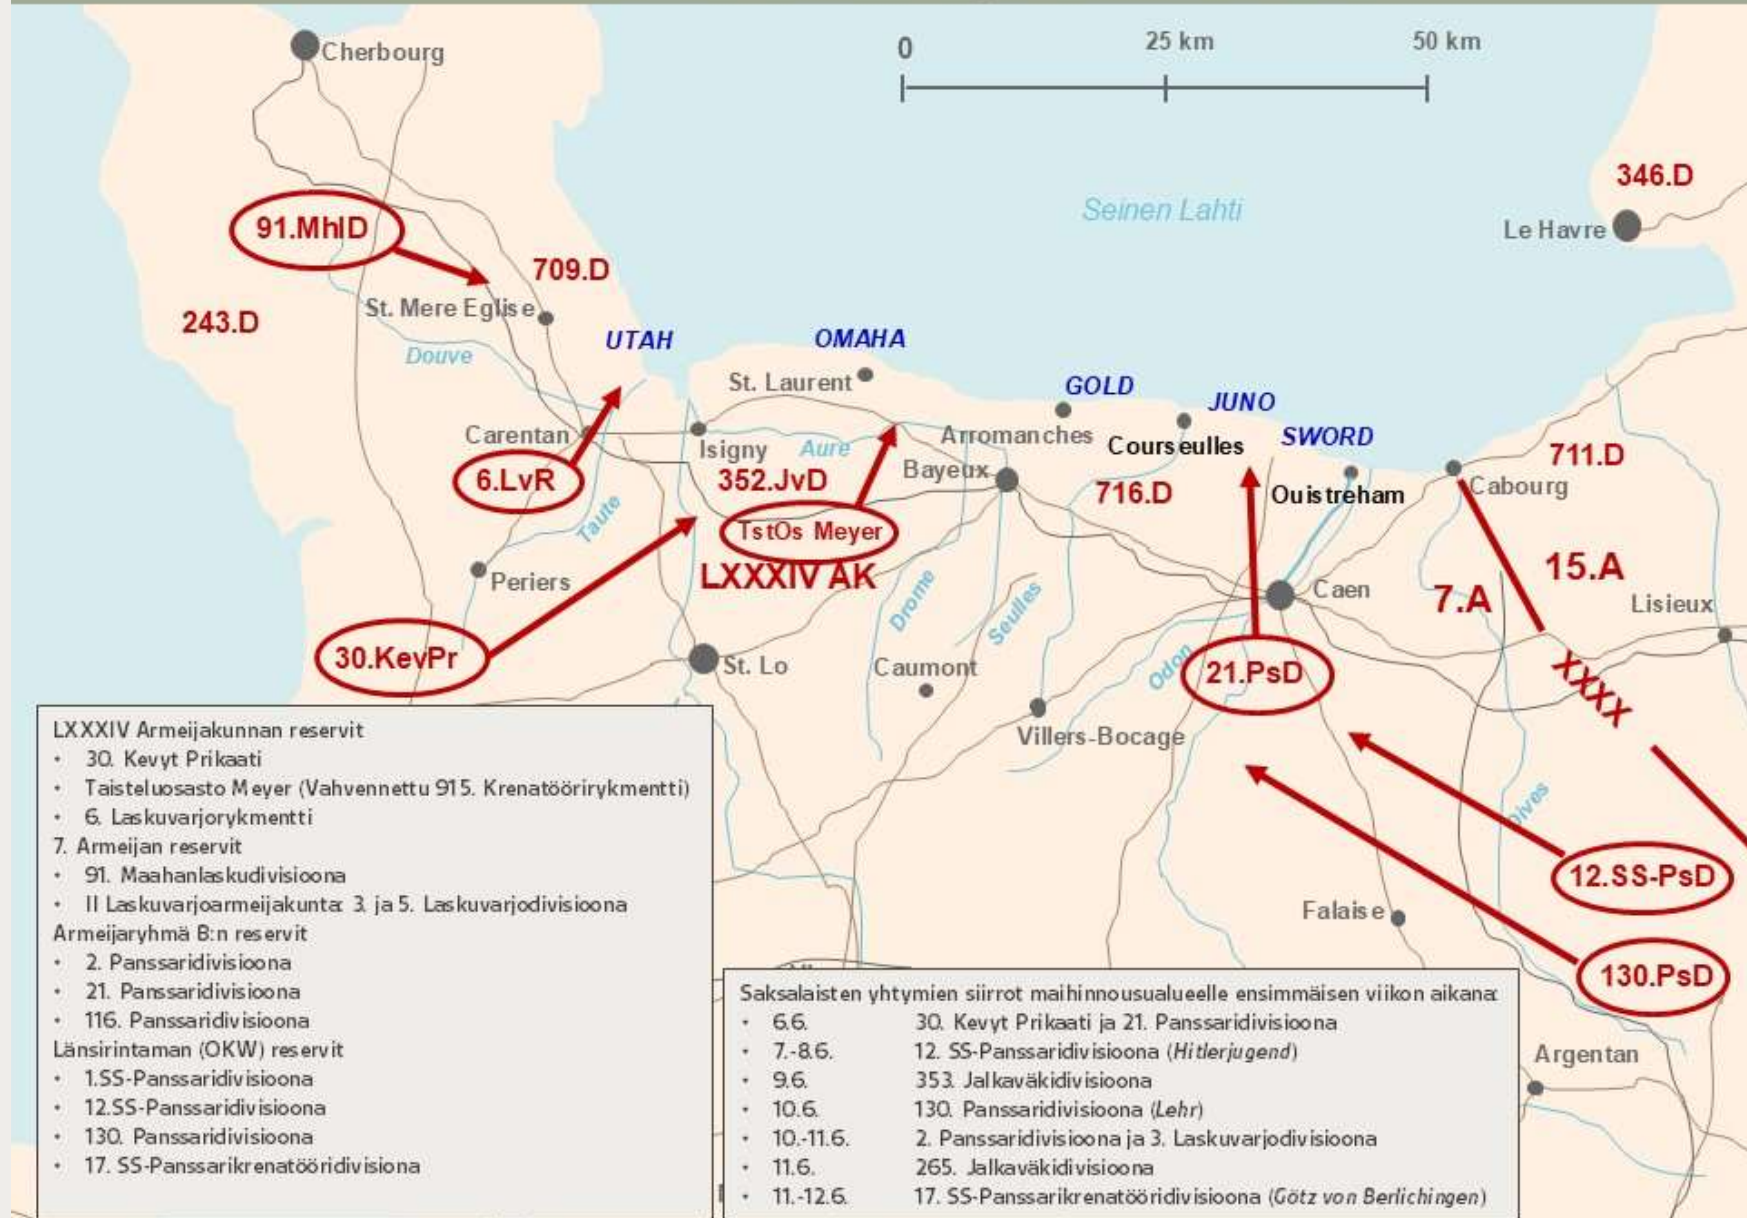 0 25 km 50 km
Cherbourg
346.D
Seinen Lahti
Le Havre
91.MhlD
709.D
243.D
St. Mere Eglise
UTAH
OMAHA
Douve
St. Laurent
GOLD
JUNO
Carentan
Isigny
Aure
Arromanches
Courseulles
SWORD
711.D
6.LvR
352.JvD
Bayeux
716.D
Ouistreham
Cabourg
Taute
TstOs Meyer
LXXXIV AK
15.A
Periers
Drome
Seulles
Caen
7.A
Lisieux
30.KevPr
St. Lo
Caumont
Odon
21.PsD
XXXX
Villers-Bocage
Dives
12.SS-PsD
Falaise
130.PsD
Argentan
LXXXIV Armeijakunnan reservit
• 30. Kevyt Prikaati
• Taisteluosasto Meyer (Vahvennettu 915. Krenatöörirykmentti)
• 6. Laskuvarjorykmentti
7. Armeijan reservit
• 91. Maahanlaskudivisioona
• II Laskuvarjoarmeijakunta: 3. ja 5. Laskuvarjodivisioona
Armeijaryhmä B:n reservit
• 2. Panssaridivisioona
• 21. Panssaridivisioona
• 116. Panssaridivisioona
Länsirintaman (OKW) reservit
• 1.SS-Panssaridivisioona
• 12.SS-Panssaridivisioona
• 130. Panssaridivisioona
• 17. SS-Panssarikrenatööridivisiona
Saksalaisten yhtymien siirrot maihinnousualueelle ensimmäisen viikon aikana:
• 6.6. 30. Kevyt Prikaati ja 21. Panssaridivisioona
• 7.-8.6. 12. SS-Panssaridivisioona (Hitlerjugend)
• 9.6. 353. Jalkaväkidivisioona
• 10.6. 130. Panssaridivisioona (Lehr)
• 10.-11.6. 2. Panssaridivisioona ja 3. Laskuvarjodivisioona
• 11.6. 265. Jalkaväkidivisioona
• 11.-12.6. 17. SS-Panssarikrenatööridivisioona (Götz von Berlichingen)